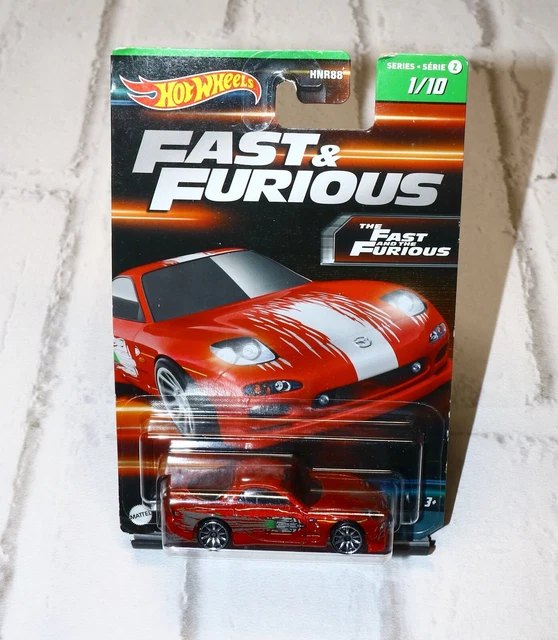 HOT WHEELS
HNR88
SERIES • SÉRIE 2
1/10
FAST &
FURIOUS
THE
FAST
AND THE
FURIOUS
MATTEL
3+